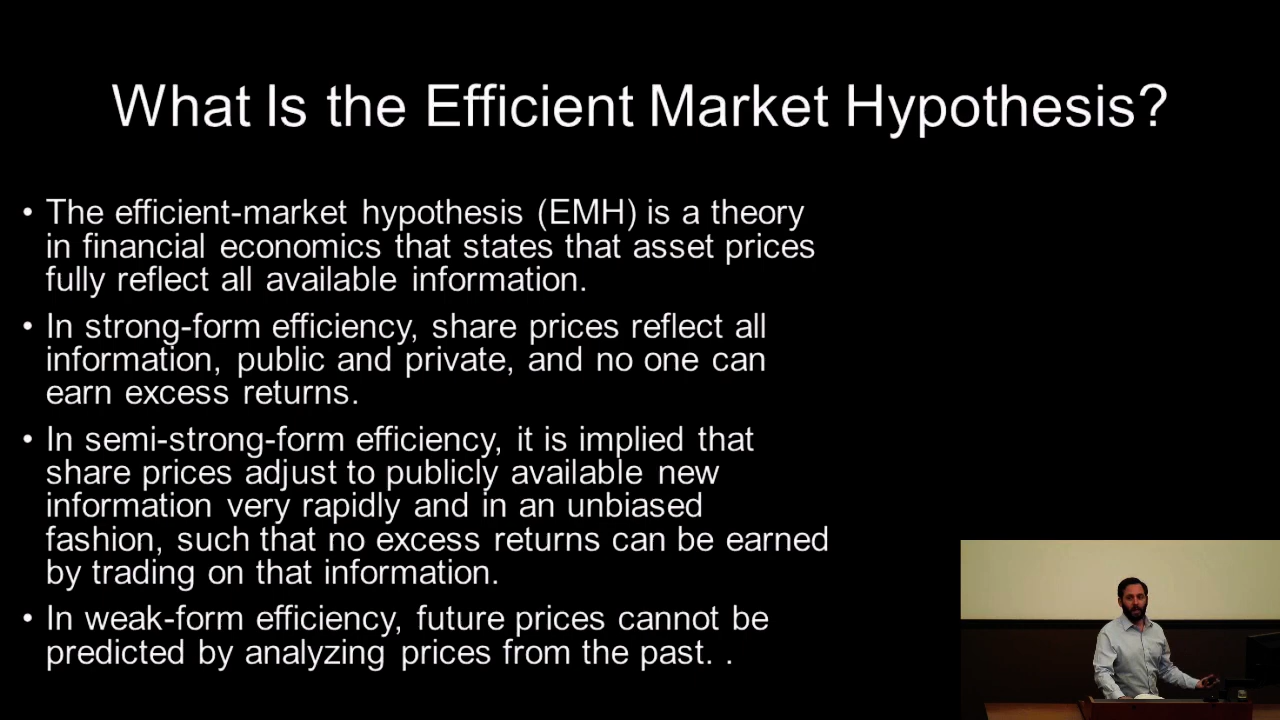 What Is the Efficient Market Hypothesis?
• The efficient-market hypothesis (EMH) is a theory
in financial economics that states that asset prices
fully reflect all available information.
• In strong-form efficiency, share prices reflect all
information, public and private, and no one can
earn excess returns.
• In semi-strong-form efficiency, it is implied that
share prices adjust to publicly available new
information very rapidly and in an unbiased
fashion, such that no excess returns can be earned
by trading on that information.
• In weak-form efficiency, future prices cannot be
predicted by analyzing prices from the past. .